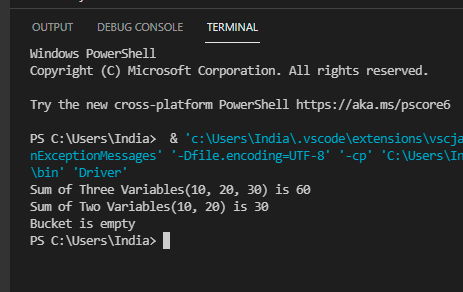 OUTPUT DEBUG CONSOLE TERMINAL
Windows PowerShell
Copyright (C) Microsoft Corporation. All rights reserved.
Try the new cross-platform PowerShell https://aka.ms/pscore6
PS C:\Users\India>  & 'c:\Users\India\.vscode\extensions\vscja
nExceptionMessages' '-Dfile.encoding=UTF-8' '-cp' 'C:\Users\In
\bin' 'Driver'
Sum of Three Variables(10, 20, 30) is 60
Sum of Two Variables(10, 20) is 30
Bucket is empty
PS C:\Users\India>